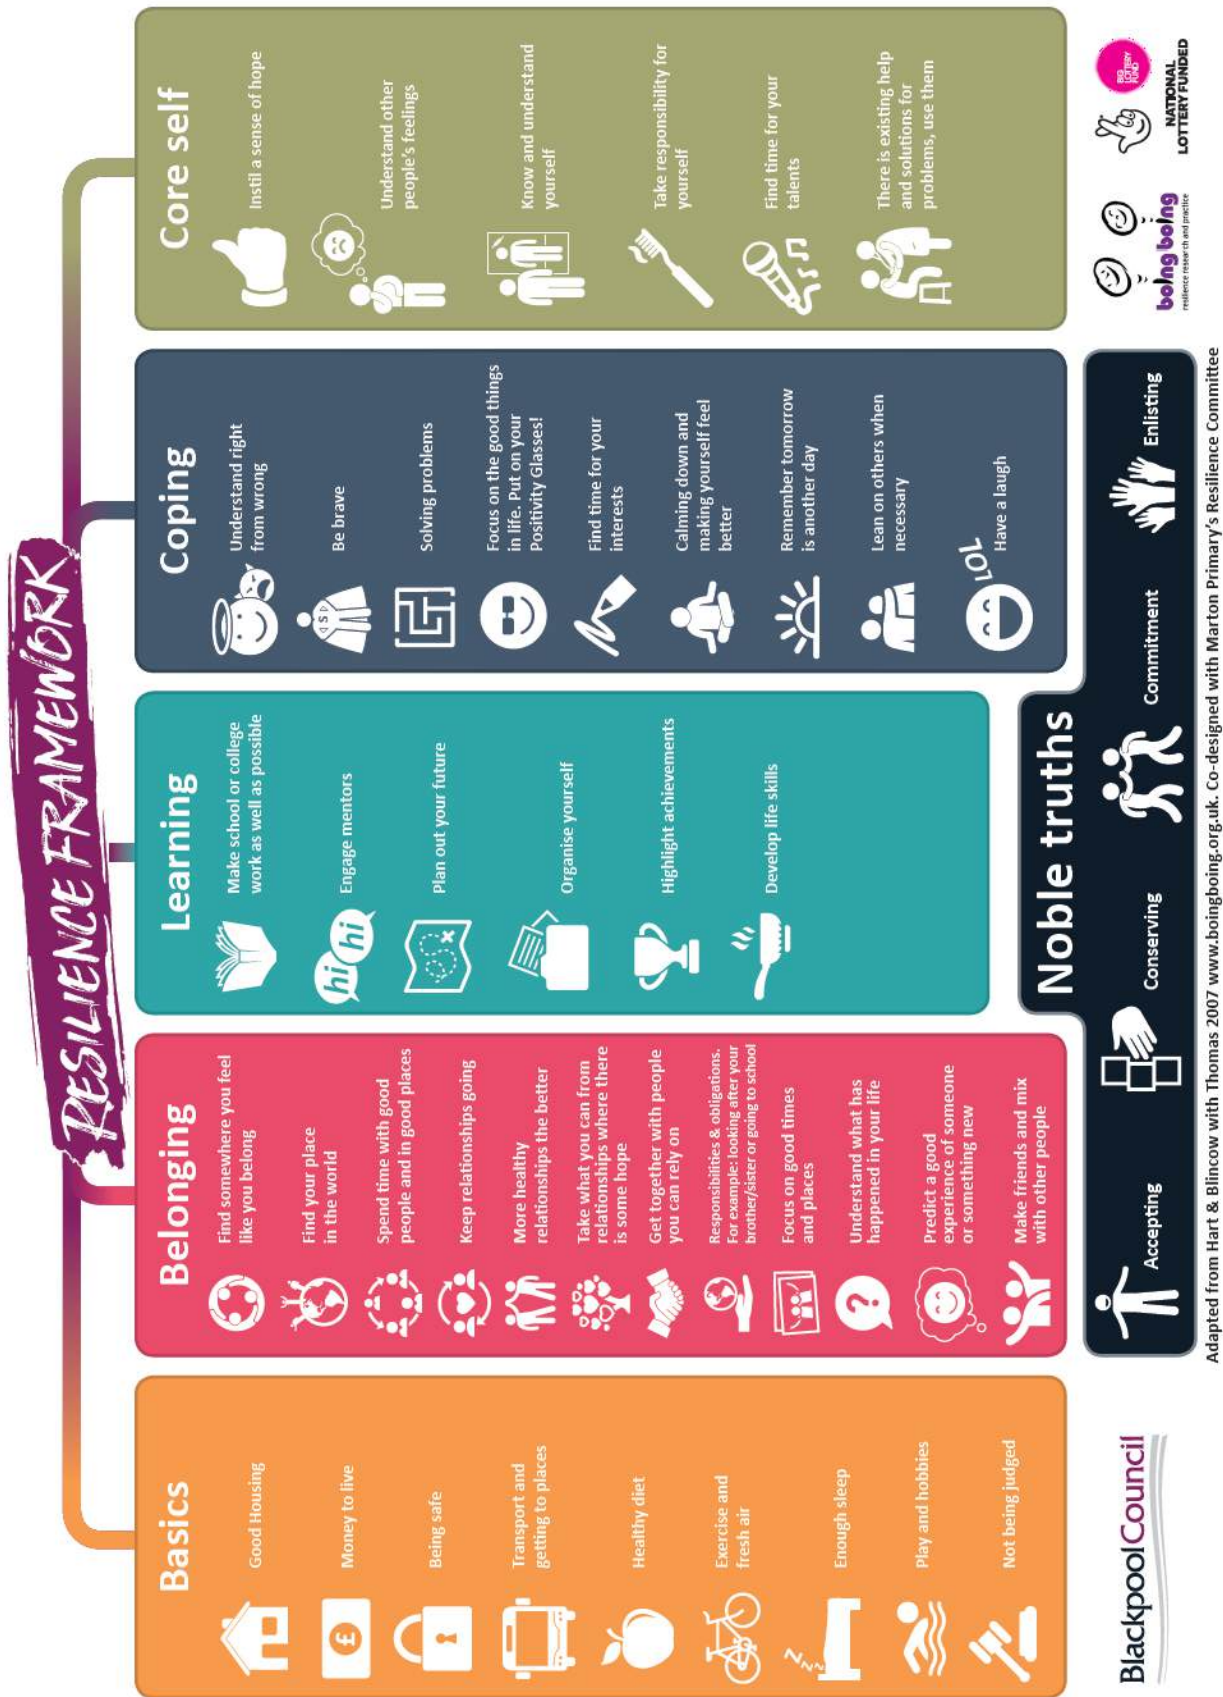 RESILIENCE FRAMEWORK
Basics
Good Housing
£
Money to live
Being safe
Transport and
getting to places
Healthy diet
Exercise and
fresh air
Zzzz
Enough sleep
Play and hobbies
Not being judged
Belonging
Find somewhere you feel
like you belong
Find your place
in the world
Spend time with good
people and in good places
Keep relationships going
More healthy
relationships the better
Take what you can from
relationships where there
is some hope
Get together with people
you can rely on
Responsibilities & obligations.
For example: looking after your
brother/sister or going to school
Focus on good times
and places
?
Understand what has
happened in your life
Predict a good
experience of someone
or something new
Make friends and mix
with other people
Learning
Make school or college
work as well as possible
hi hi
Engage mentors
x
Plan out your future
Organise yourself
Highlight achievements
Develop life skills
Coping
Understand right
from wrong
S
Be brave
Solving problems
Focus on the good things
in life. Put on your
Positivity Glasses!
Find time for your
interests
Calming down and
making yourself feel
better
Remember tomorrow
is another day
Lean on others when
necessary
LOL
Have a laugh
Core self
Instil a sense of hope
Understand other
people's feelings
Know and understand
yourself
Take responsibility for
yourself
Find time for your
talents
There is existing help
and solutions for
problems, use them
Noble truths
Accepting
Conserving
Commitment
Enlisting
BlackpoolCouncil
Adapted from Hart & Blincow with Thomas 2007 www.boingboing.org.uk. Co-designed with Marton Primary's Resilience Committee
boingboing
resilience research and practice
BIG
LOTTERY
FUND
NATIONAL
LOTTERY FUNDED